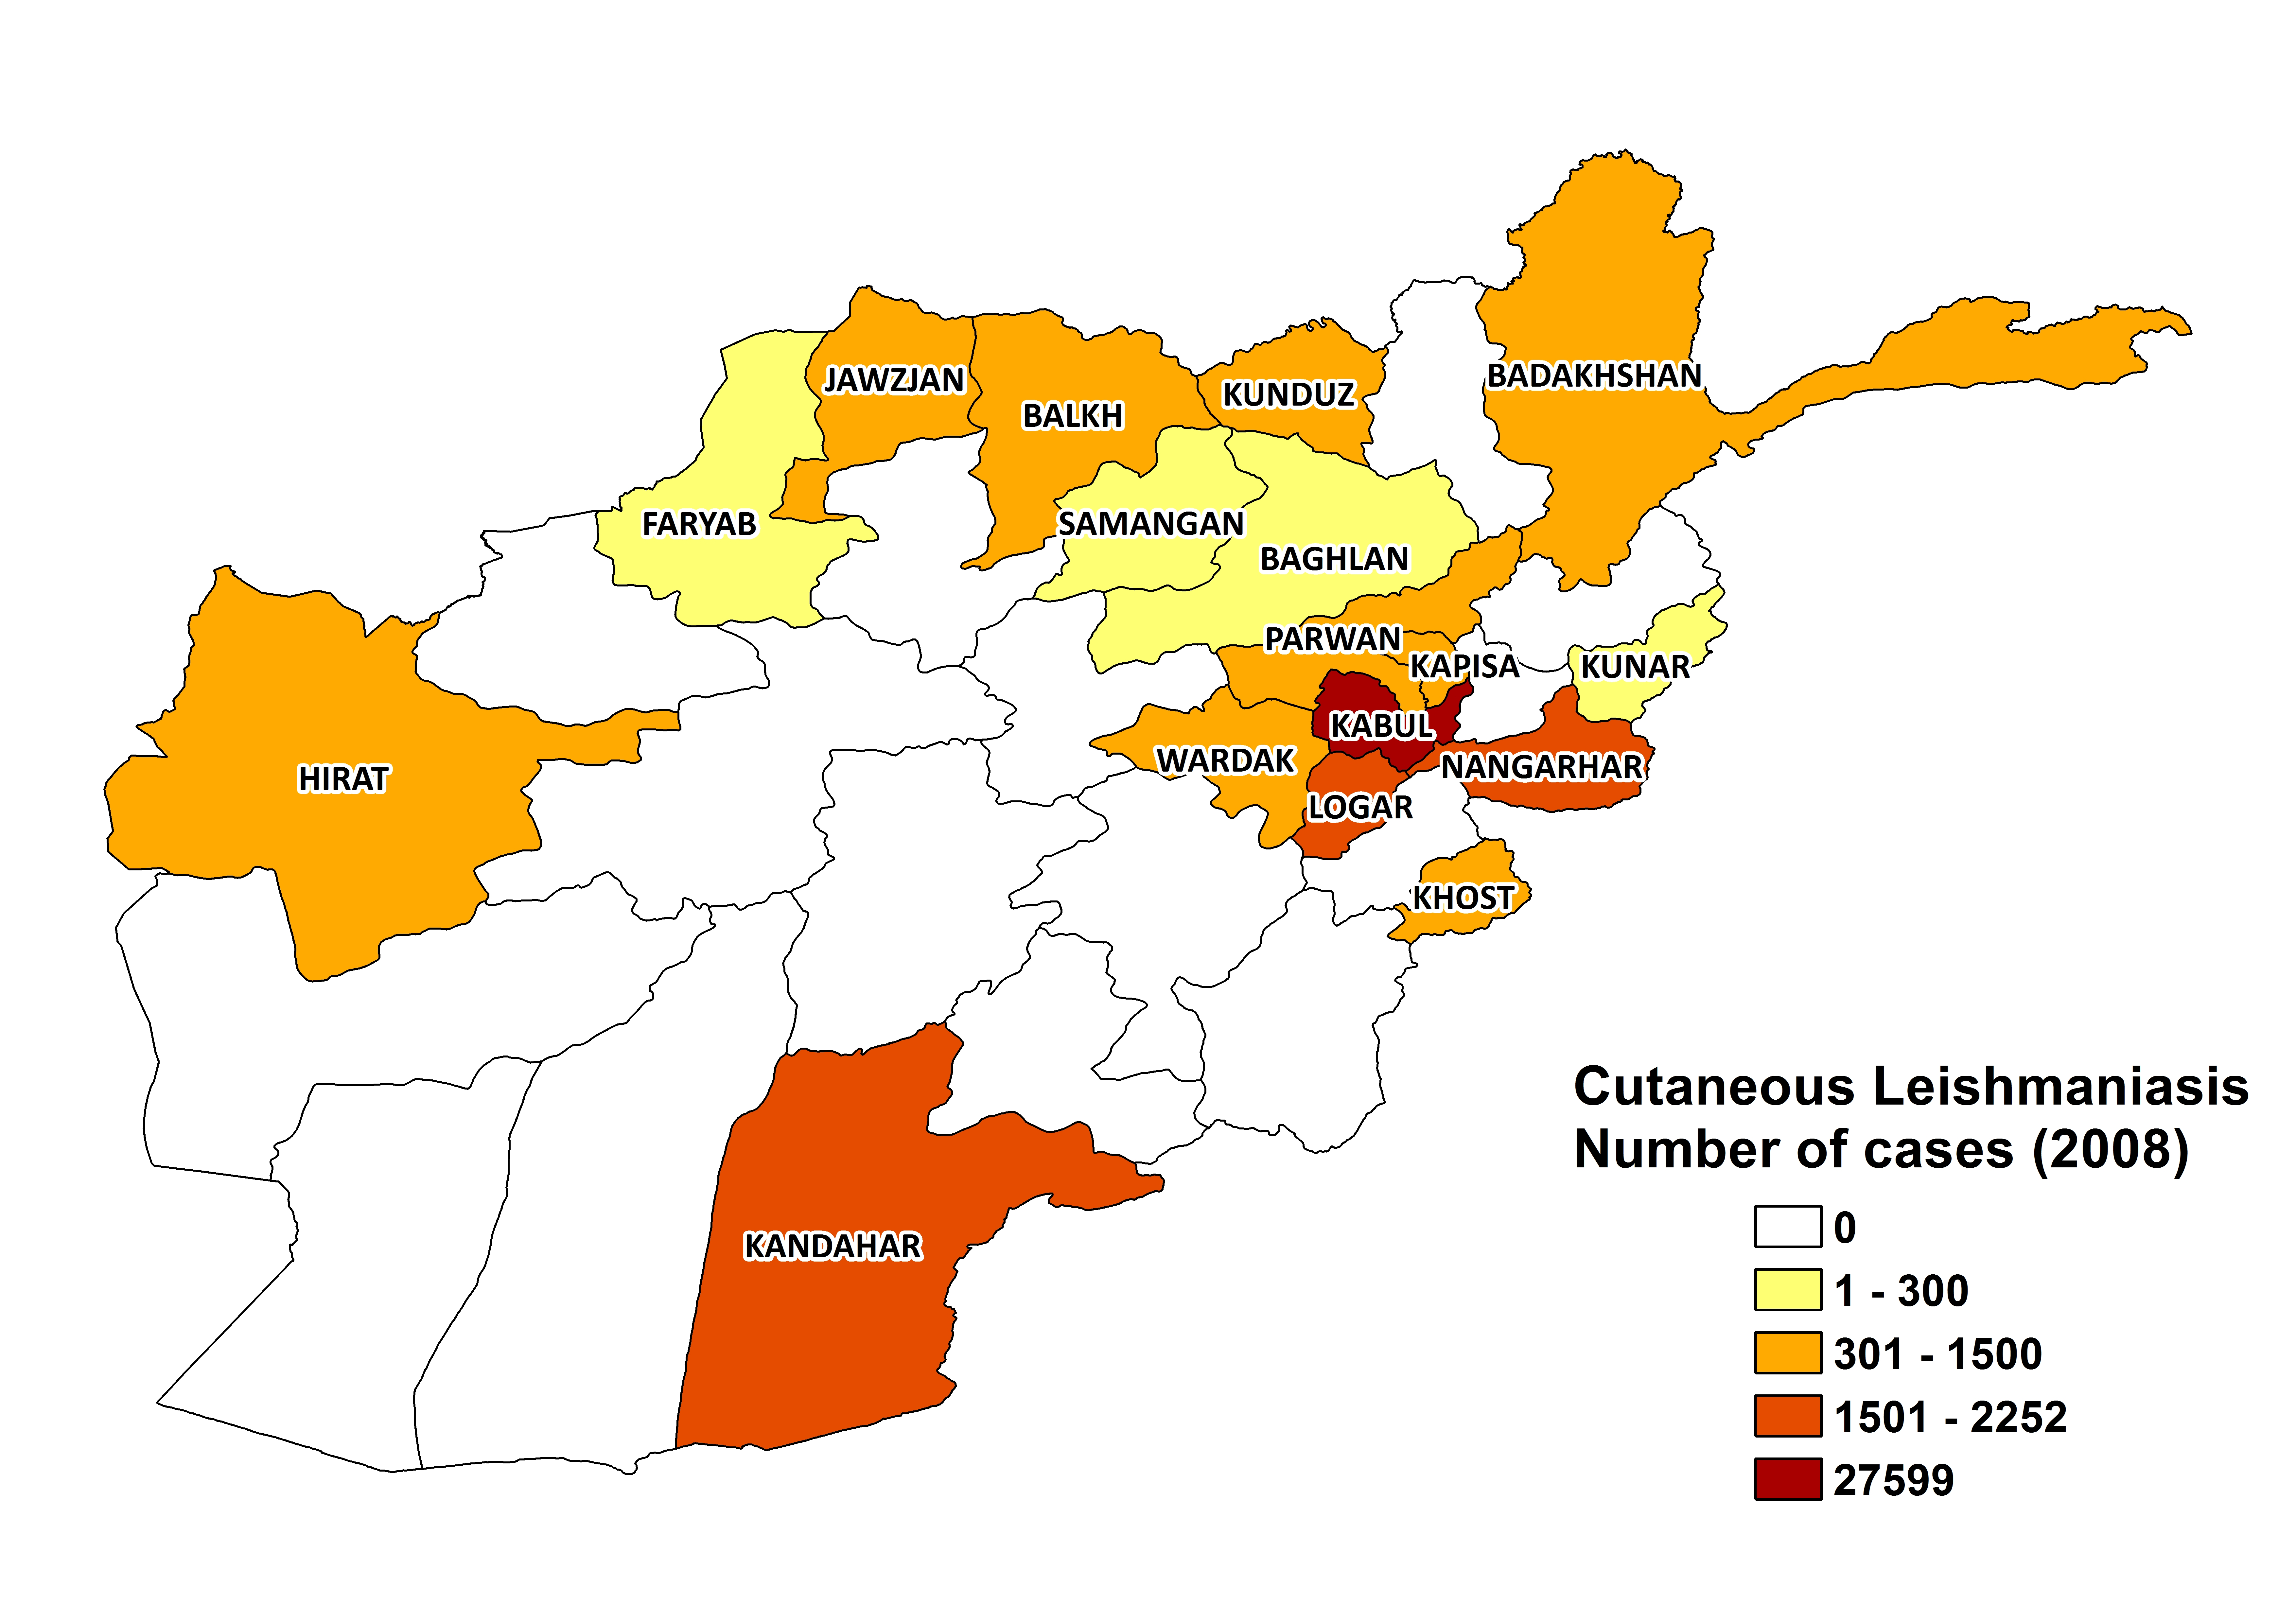 BADAKHSHAN
JAWZJAN
KUNDUZ
BALKH
FARYAB
SAMANGAN
BAGHLAN
PARWAN
KAPISA
KUNAR
KABUL
WARDAK
NANGARHAR
HIRAT
LOGAR
KHOST
KANDAHAR
Cutaneous Leishmaniasis
Number of cases (2008)
0
1 - 300
301 - 1500
1501 - 2252
27599